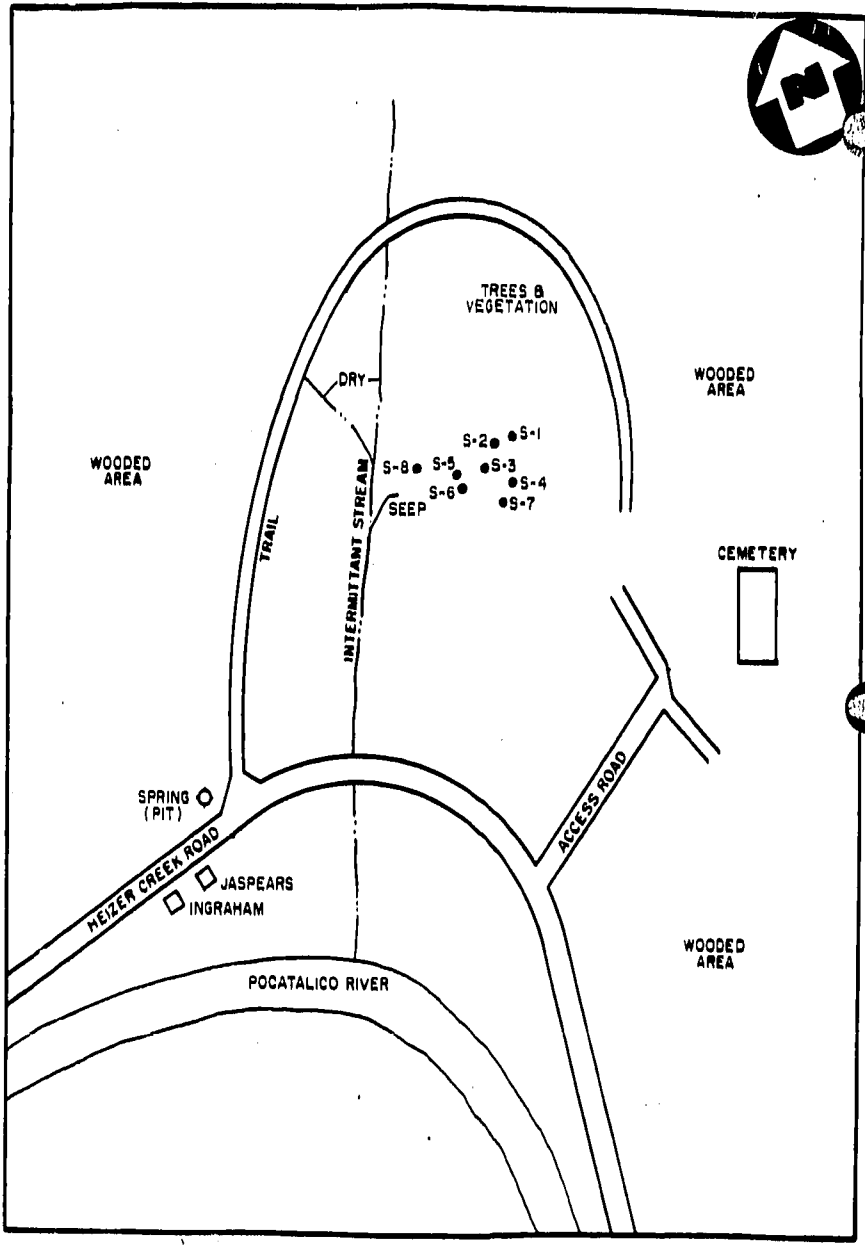 N
TREES &
VEGETATION
WOODED
AREA
DRY
S-1
S-2
WOODED
AREA
S-8
S-5
S-3
S-4
S-6
S-7
SEEP
TRAIL
INTERMITTANT STREAM
CEMETERY
SPRING
(PIT)
ACCESS ROAD
HEIZER CREEK ROAD
JASPEARS
INGRAHAM
WOODED
AREA
POCATALICO RIVER